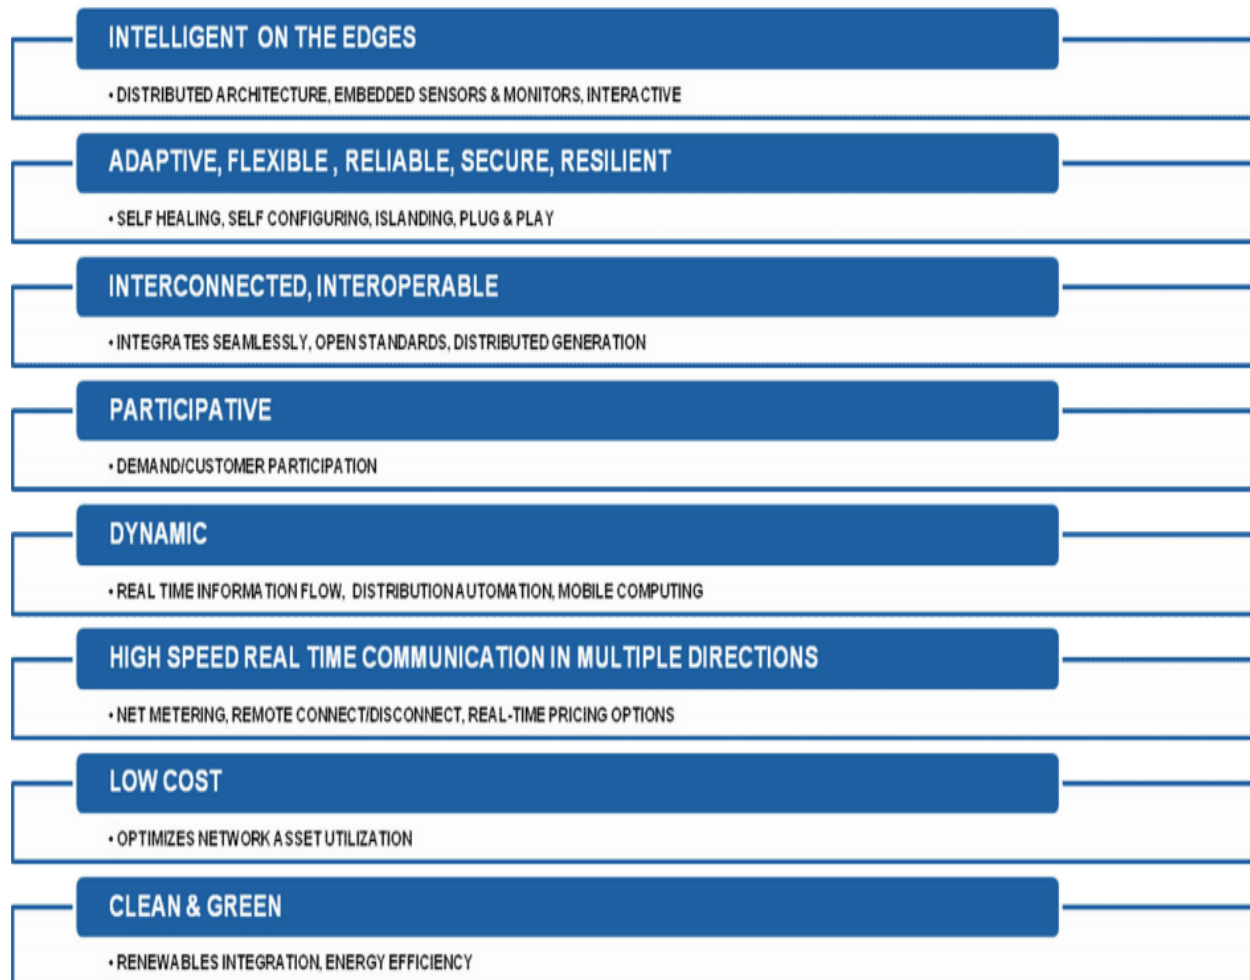 INTELLIGENT ON THE EDGES
• DISTRIBUTED ARCHITECTURE, EMBEDDED SENSORS & MONITORS, INTERACTIVE
ADAPTIVE, FLEXIBLE , RELIABLE, SECURE, RESILIENT
• SELF HEALING, SELF CONFIGURING, ISLANDING, PLUG & PLAY
INTERCONNECTED, INTEROPERABLE
• INTEGRATES SEAMLESSLY, OPEN STANDARDS, DISTRIBUTED GENERATION
PARTICIPATIVE
• DEMAND/CUSTOMER PARTICIPATION
DYNAMIC
• REAL TIME INFORMATION FLOW, DISTRIBUTION AUTOMATION, MOBILE COMPUTING
HIGH SPEED REAL TIME COMMUNICATION IN MULTIPLE DIRECTIONS
• NET METERING, REMOTE CONNECT/DISCONNECT, REAL-TIME PRICING OPTIONS
LOW COST
• OPTIMIZES NETWORK ASSET UTILIZATION
CLEAN & GREEN
• RENEWABLES INTEGRATION, ENERGY EFFICIENCY